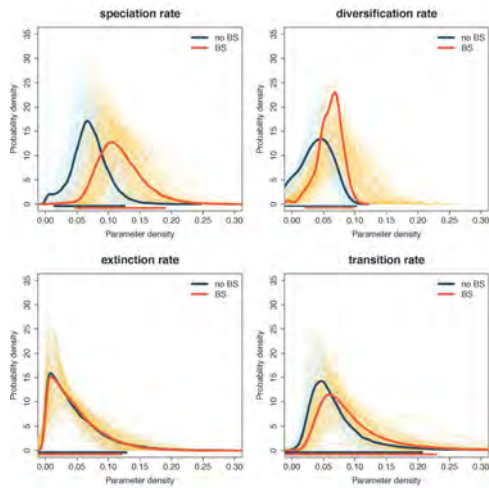 speciation rate
no BS
BS
Probability density
35
30
25
20
15
10
5
0
0.00 0.05 0.10 0.15 0.20 0.25 0.30
Parameter density
diversification rate
no BS
BS
Probability density
35
30
25
20
15
10
5
0
0.00 0.05 0.10 0.15 0.20 0.25 0.30
Parameter density
extinction rate
no BS
BS
Probability density
35
30
25
20
15
10
5
0
0.00 0.05 0.10 0.15 0.20 0.25 0.30
Parameter density
transition rate
no BS
BS
Probability density
35
30
25
20
15
10
5
0
0.00 0.05 0.10 0.15 0.20 0.25 0.30
Parameter density